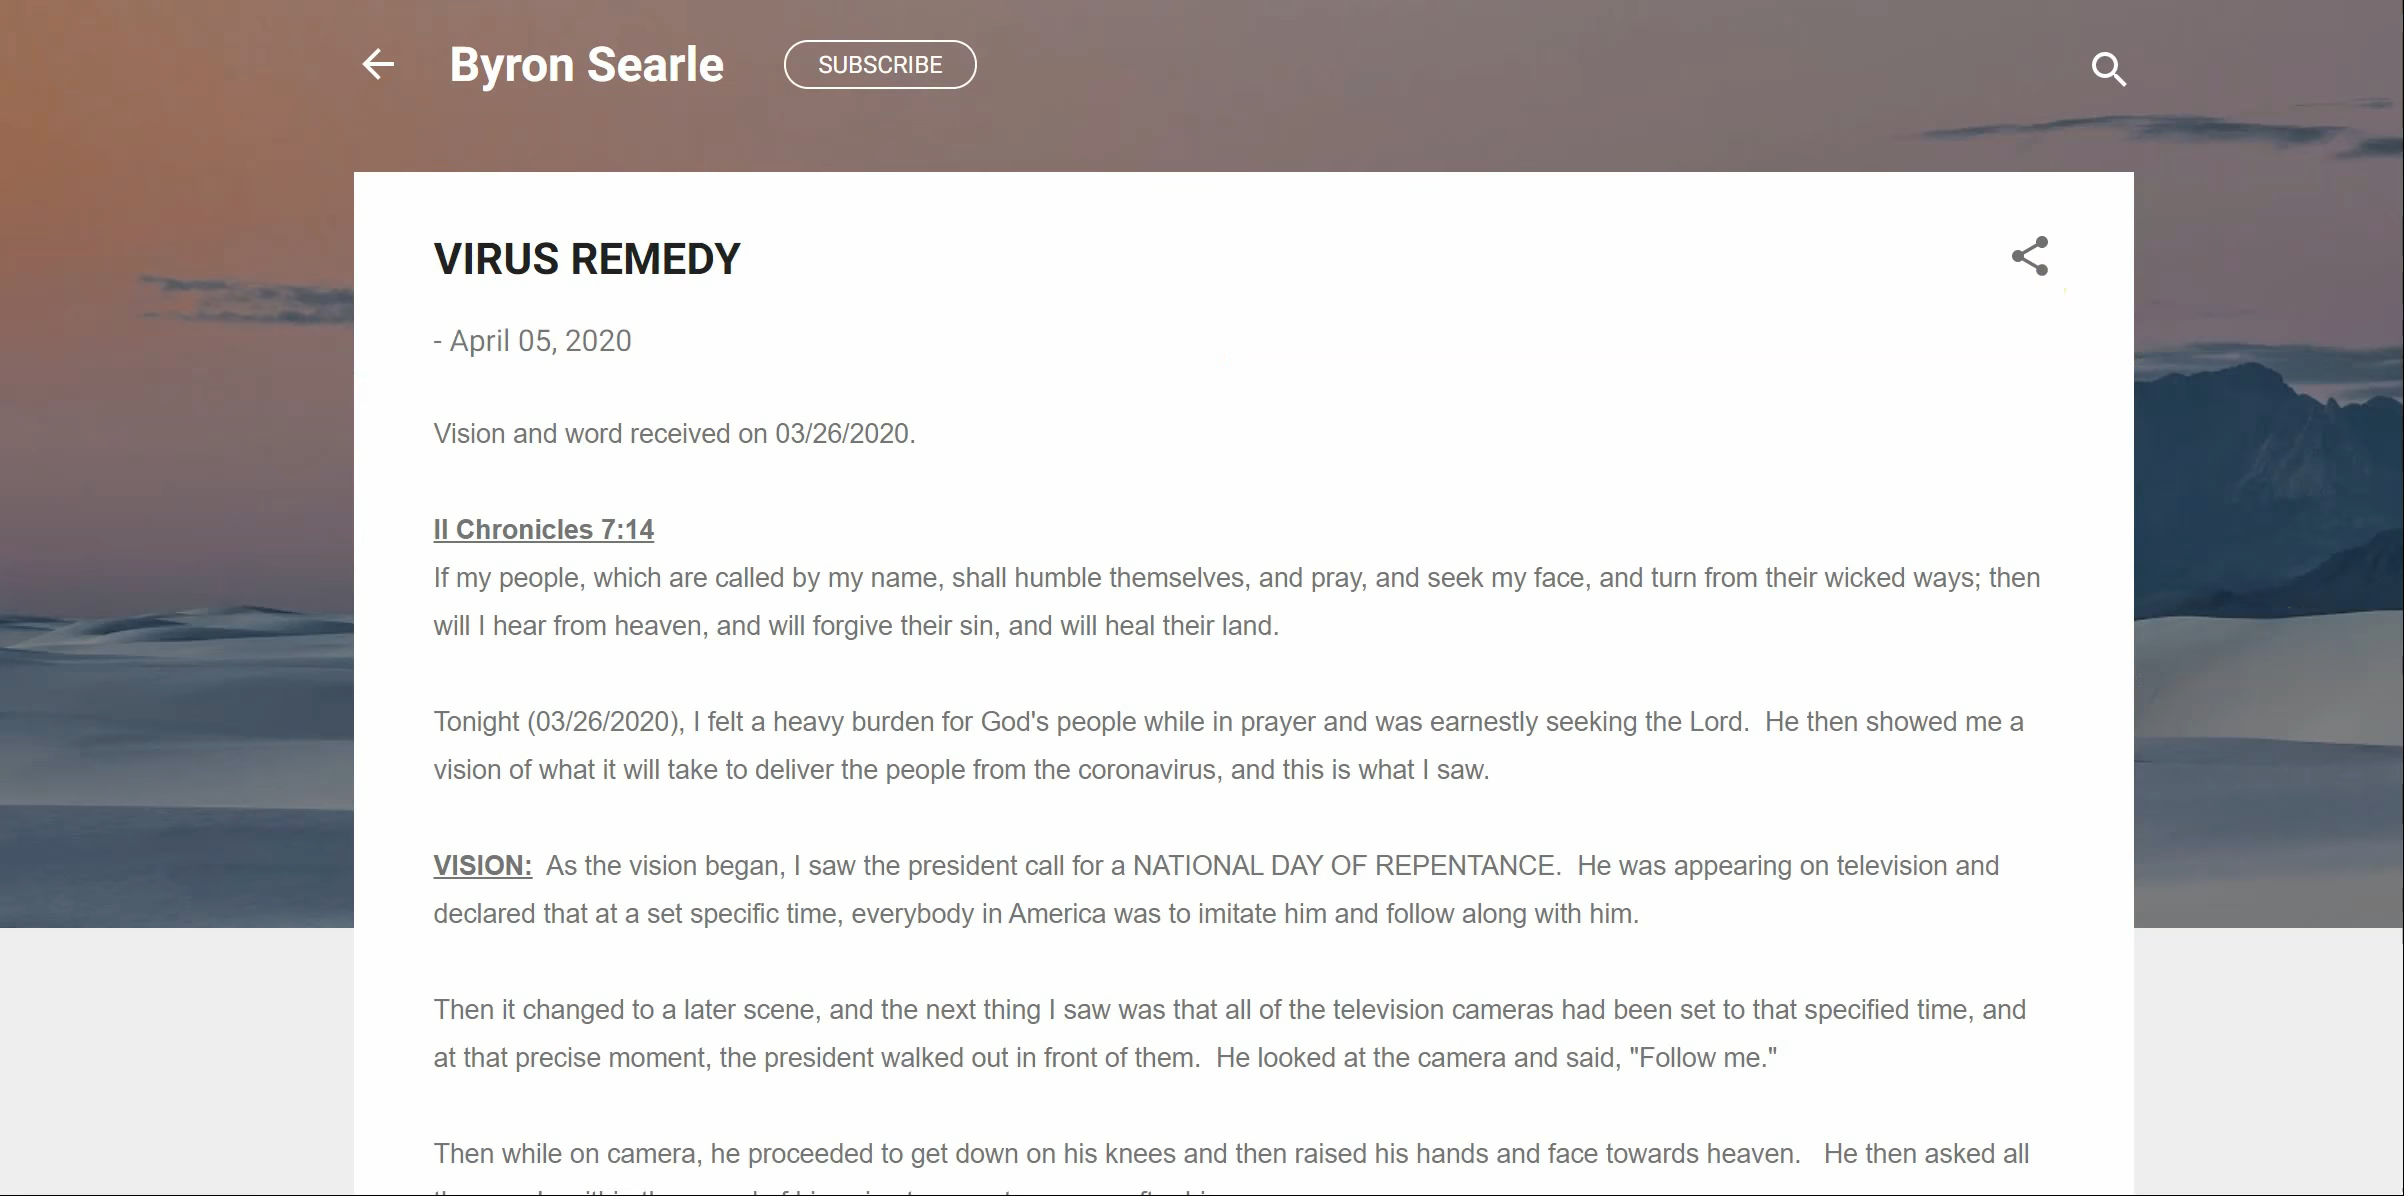 Byron Searle
SUBSCRIBE
VIRUS REMEDY
- April 05, 2020
Vision and word received on 03/26/2020.
II Chronicles 7:14
If my people, which are called by my name, shall humble themselves, and pray, and seek my face, and turn from their wicked ways; then
will I hear from heaven, and will forgive their sin, and will heal their land.
Tonight (03/26/2020), I felt a heavy burden for God's people while in prayer and was earnestly seeking the Lord.  He then showed me a
vision of what it will take to deliver the people from the coronavirus, and this is what I saw.
VISION:  As the vision began, I saw the president call for a NATIONAL DAY OF REPENTANCE.  He was appearing on television and
declared that at a set specific time, everybody in America was to imitate him and follow along with him.
Then it changed to a later scene, and the next thing I saw was that all of the television cameras had been set to that specified time, and
at that precise moment, the president walked out in front of them.  He looked at the camera and said, "Follow me."
Then while on camera, he proceeded to get down on his knees and then raised his hands and face towards heaven.   He then asked all